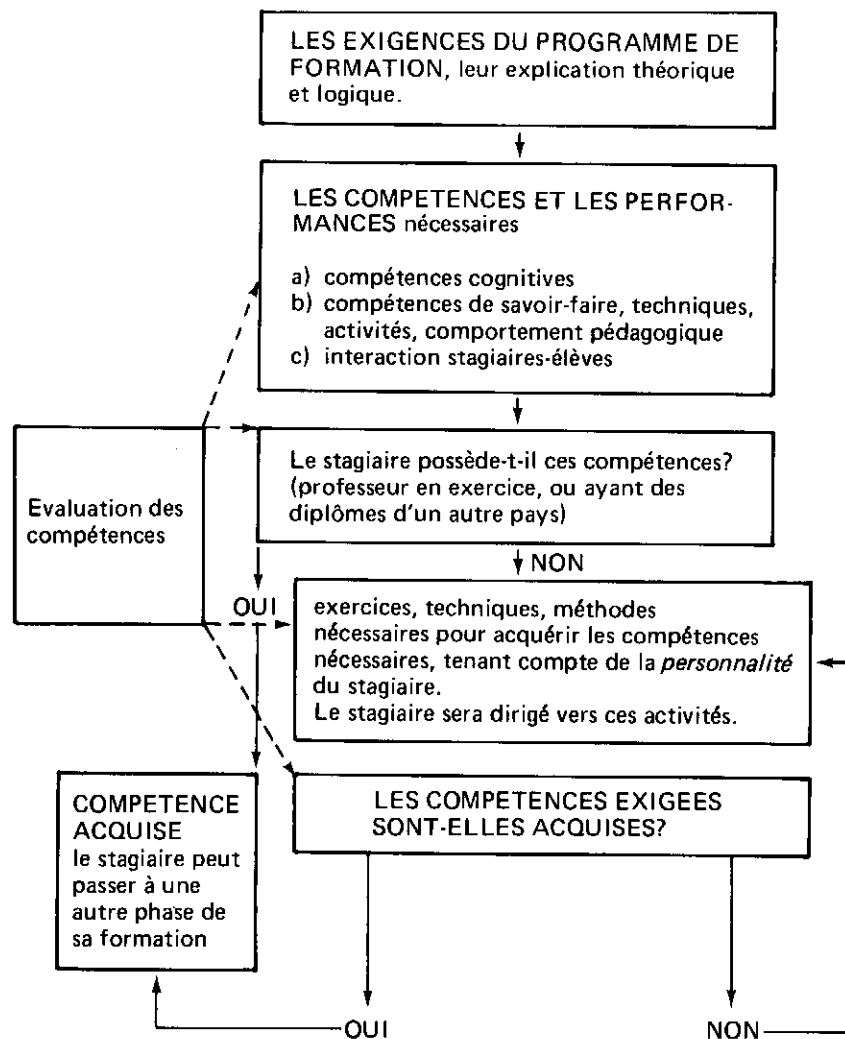 LES EXIGENCES DU PROGRAMME DE
FORMATION, leur explication théorique
et logique.
LES COMPETENCES ET LES PERFOR-
MANCES nécessaires
a) compétences cognitives
b) compétences de savoir-faire, techniques,
activités, comportement pédagogique
c) interaction stagiaires-élèves
Evaluation des
compétences
Le stagiaire possède-t-il ces compétences?
(professeur en exercice, ou ayant des
diplômes d'un autre pays)
NON
OUI
exercices, techniques, méthodes
nécessaires pour acquérir les compétences
nécessaires, tenant compte de la personnalité
du stagiaire.
Le stagiaire sera dirigé vers ces activités.
COMPETENCE
ACQUISE
le stagiaire peut
passer à une
autre phase de
sa formation
LES COMPETENCES EXIGEES
SONT-ELLES ACQUISES?
OUI
NON